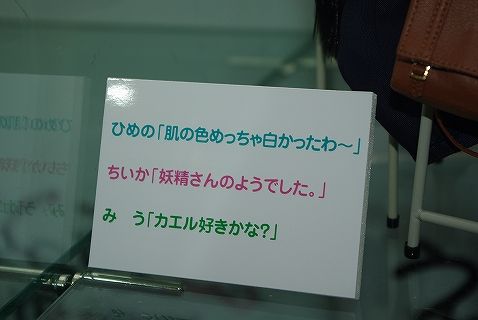 ひめの「肌の色めっちゃ白かったわ〜」
ちいか「妖精さんのようでした。」
み　う「カエル好きかな？」